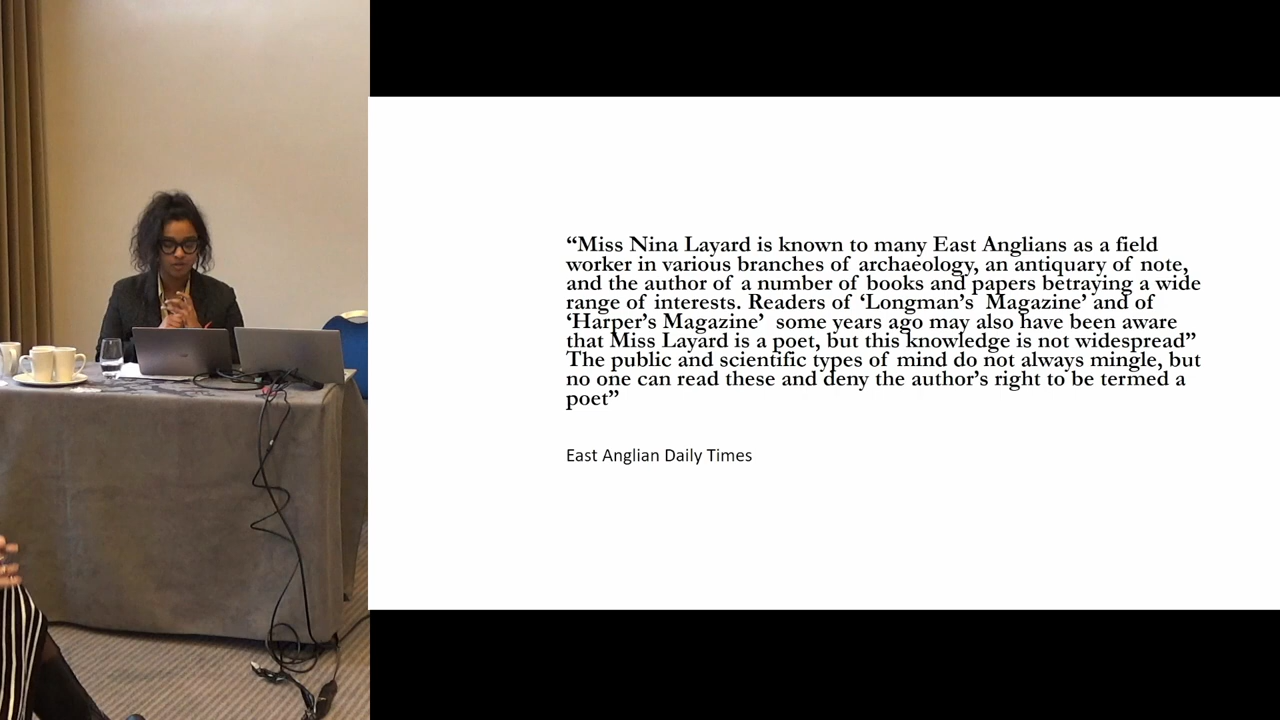 “Miss Nina Layard is known to many East Anglians as a field
worker in various branches of archaeology, an antiquary of note,
and the author of a number of books and papers betraying a wide
range of interests. Readers of ‘Longman’s Magazine’ and of
‘Harper’s Magazine’ some years ago may also have been aware
that Miss Layard is a poet, but this knowledge is not widespread”
The public and scientific types of mind do not always mingle, but
no one can read these and deny the author’s right to be termed a
poet”
East Anglian Daily Times